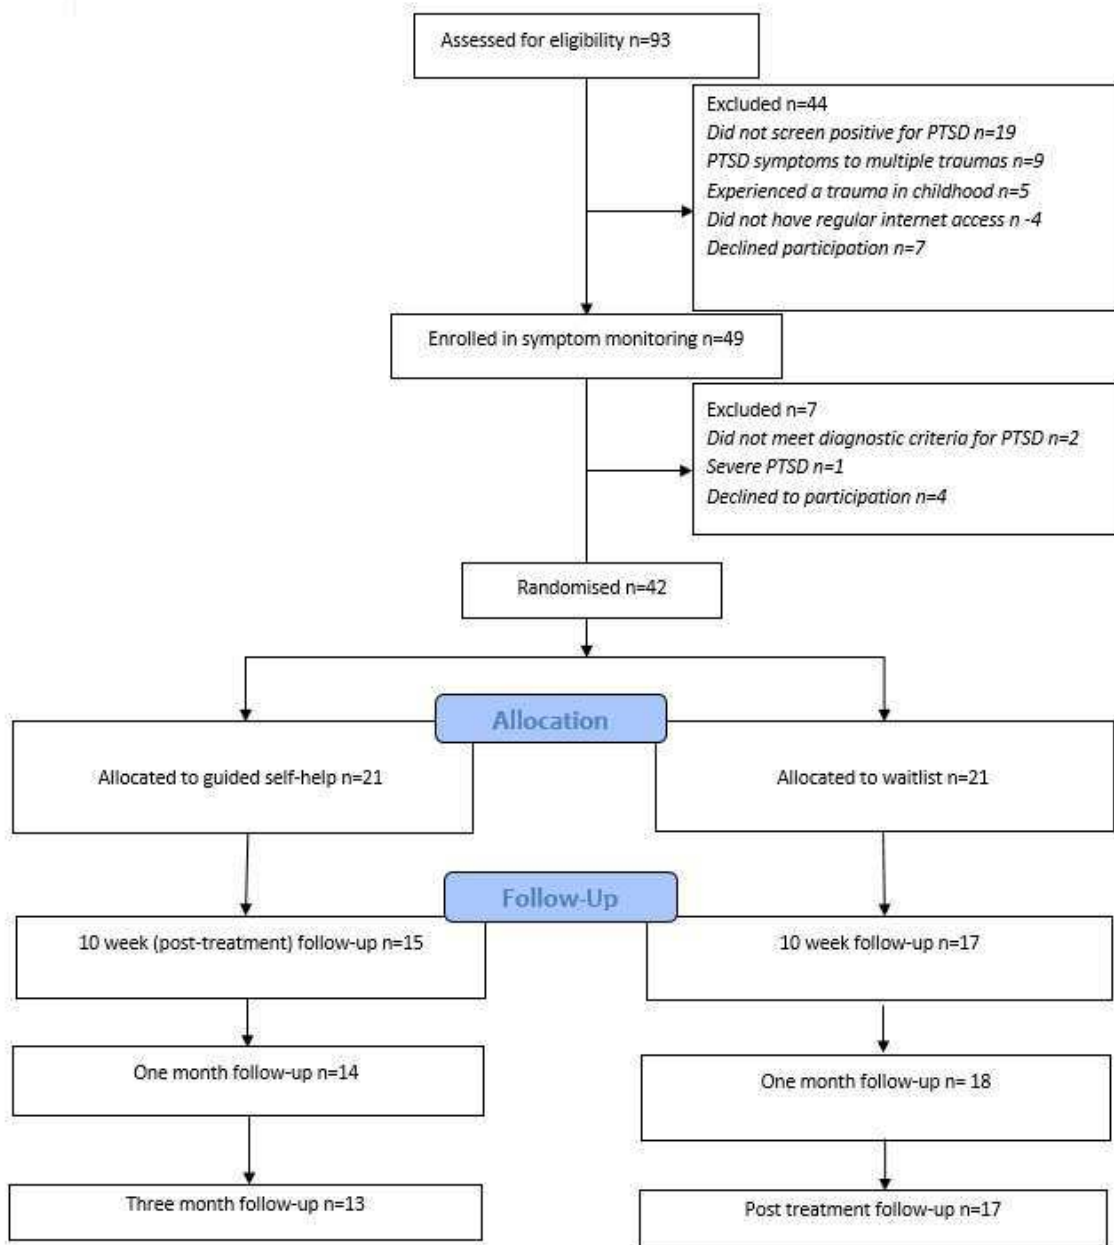 Assessed for eligibility n=93
Excluded n=44
Did not screen positive for PTSD n=19
PTSD symptoms to multiple traumas n=9
Experienced a trauma in childhood n=5
Did not have regular internet access n -4
Declined participation n=7
Enrolled in symptom monitoring n=49
Excluded n=7
Did not meet diagnostic criteria for PTSD n=2
Severe PTSD n=1
Declined to participation n=4
Randomised n=42
Allocation
Allocated to guided self-help n=21
Allocated to waitlist n=21
Follow-Up
10 week (post-treatment) follow-up n=15
10 week follow-up n=17
One month follow-up n=14
One month follow-up n= 18
Three month follow-up n=13
Post treatment follow-up n=17